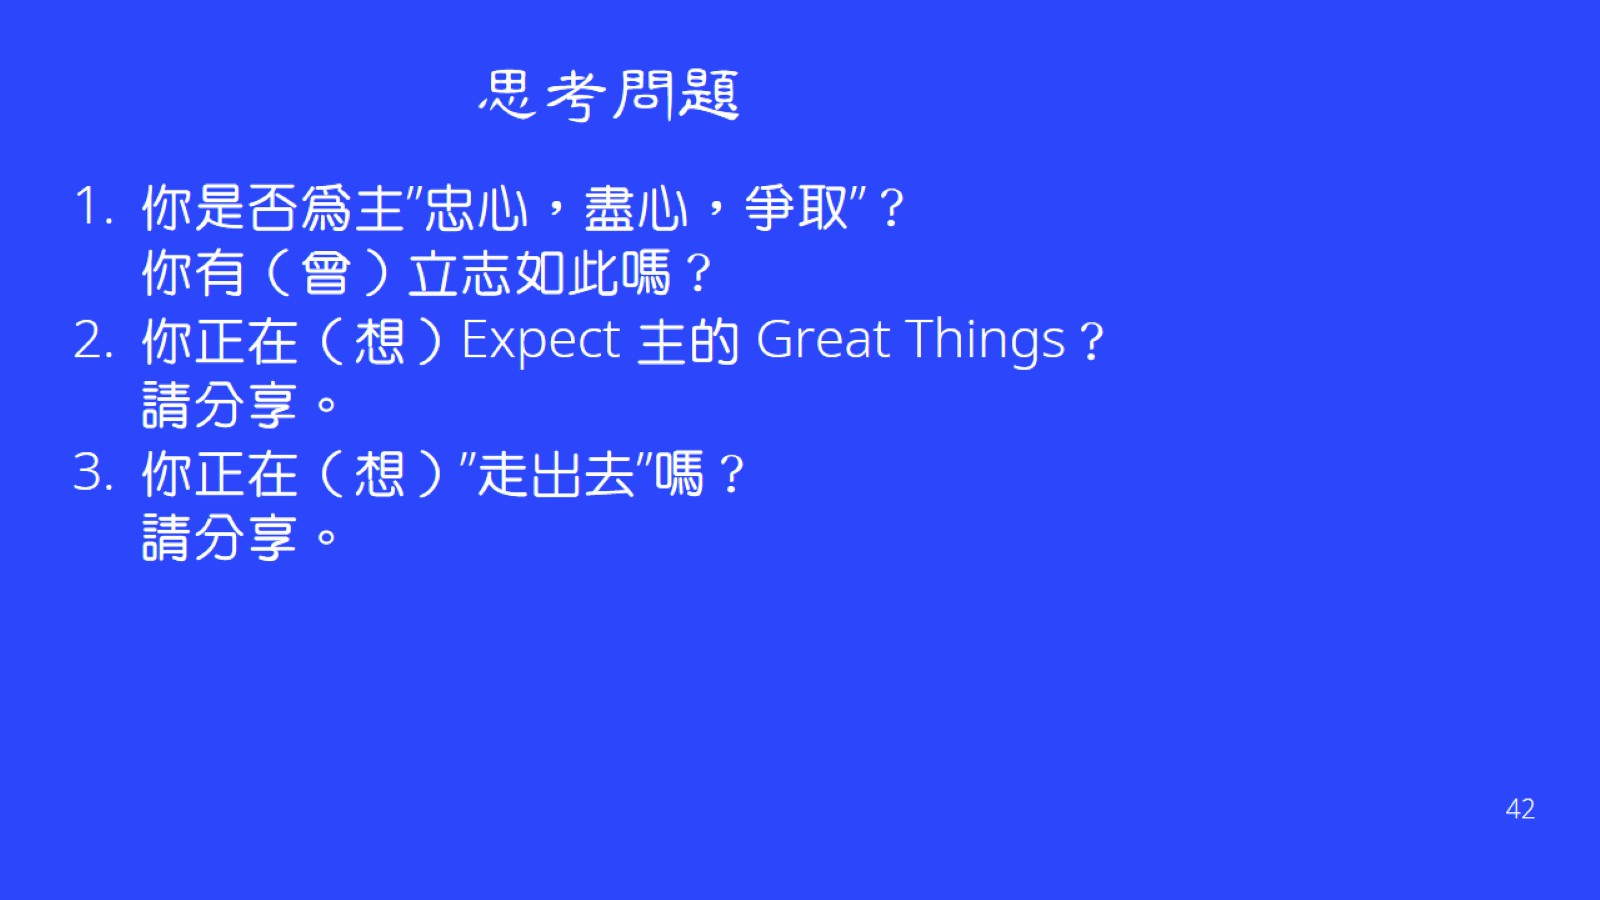 思考問題
1. 你是否為主"忠心，盡心，爭取"？
你有（曾）立志如此嗎？
2. 你正在（想）Expect 主的 Great Things？
請分享。
3. 你正在（想）"走出去"嗎？
請分享。
42